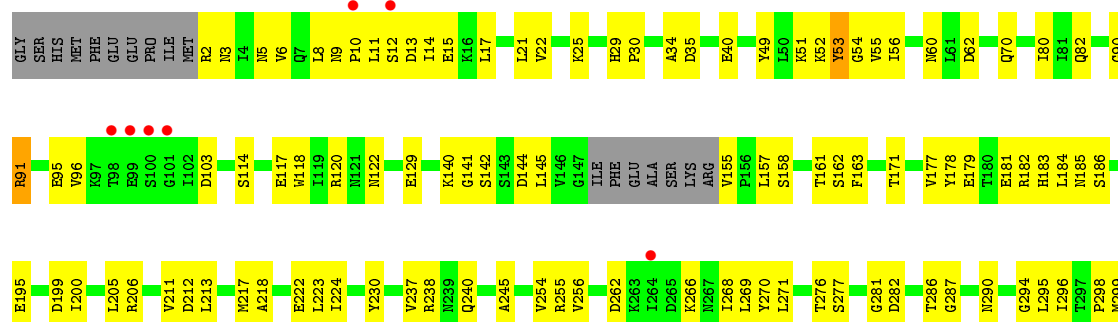 GLY SER HIS MET PHE GLU GLU PRO ILE MET R2 N3 I4 N5 V6 Q7 L8 N9 P10 L11 S12 D13 I14 E15 K16 L17 L21 V22 K25 H29 P30 A34 D35 E40 Y49 L50 K51 K52 Y53 G54 V55 I56 N60 L61 D62 Q70 I80 I81 Q82
R91 E95 V96 K97 T98 E99 S100 G101 I102 D103 S114 E117 W118 I119 R120 N121 N122 E129 K140 G141 S142 S143 D144 L145 V146 G147 ILE PHE GLU ALA SER LYS ARG V155 P156 L157 S158 T161 S162 F163 T171 V177 Y178 E179 T180 E181 R182 H183 L184 N185 S186
E195 D199 I200 L205 R206 V211 D212 L213 M217 A218 E222 L223 I224 Y230 V237 R238 N239 Q240 A245 V254 R255 V256 D262 K263 I264 D265 K266 N267 I268 L269 Y270 L271 T276 S277 G281 D282 T286 G287 N290 G294 L295 I296 T297 P298